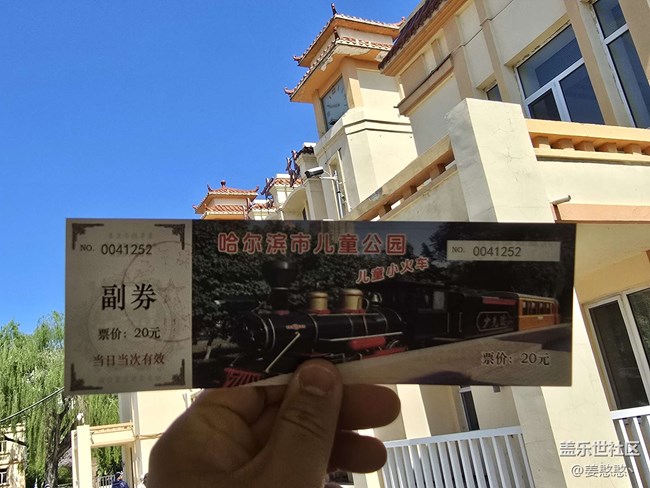 NO. 0041252
副券
票价：20元
当日当次有效
哈尔滨市儿童公园
儿童小火车
NO. 0041252
票价：20元
盖乐世社区
@姜憨憨